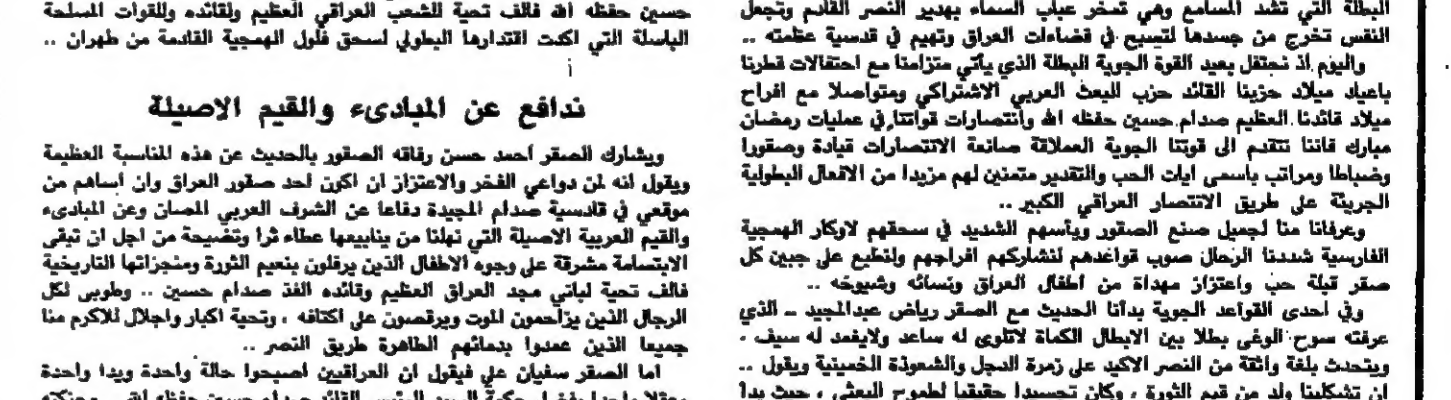 البطلة التي تشد المسامع وهي تمخر عباب السماء بهدير النصر القادم وتجعل
النفس تخرج من جسدها لتسبح في فضاءات العراق وتهيم في قدسية عظمته ..
واليوم اذ نحتفل بعيد القوة الجوية البطلة الذي يأتي متزامنا مع احتفالات قطرنا
باعياد ميلاد حزبنا القائد حزب البعث العربي الاشتراكي ومتواصلا مع افراح
ميلاد قائدنا العظيم صدام حسين حفظه الله وانتصارات قواتنا في عمليات رمضان
مبارك فاننا نتقدم الى قوتنا الجوية العملاقة صانعة الانتصارات قيادة وصقورا
وضباطا ومراتب باسمى ايات الحب والتقدير متمنين لهم مزيدا من الافعال البطولية
الجريئة على طريق الانتصار العراقي الكبير ..
وعرفانا منا لجميل صنع الصقور وبأسهم الشديد في سحقهم لاوكار الهمجية
الفارسية شددنا الرحال صوب قواعدهم لنشاركهم افراحهم ولنطبع على جبين كل
صقر قبلة حب واعتزاز مهداة من اطفال العراق ونسائه وشيوخه ..
وفي احدى القواعد الجوية بدأنا الحديث مع الصقر رياض عبدالمجيد ــ الذي
عرفته سوح الوغى بطلا بين الابطال الكماة لاتلوى له ساعد ولايغمد له سيف .
ويتحدث بلغة واثقة من النصر الاكيد على زمرة الدجل والشعوذة الخمينية ويقول ..
ان تشكيلنا ولد من قيم الثورة ، وكان تجسيدا حقيقيا لطموح البعثي ، حيث بدا
حسين حفظه الله فالف تحية للشعب العراقي العظيم ولقائده وللقوات المسلحة
الباسلة التي اكدت اقتدارها البطولي لسحق فلول الهمجية القادمة من طهران ..
ندافع عن المبادىء والقيم الاصيلة
ويشارك الصقر احمد حسن رفاقه الصقور بالحديث عن هذه المناسبة العظيمة
ويقول انه لمن دواعي الفخر والاعتزاز ان اكون احد صقور العراق وان اساهم من
موقعي في قادسية صدام المجيدة دفاعا عن الشرف العربي المصان وعن المبادىء
والقيم العربية الاصيلة التي نهلنا من ينابيعها عطاء ثرا وتضحية من اجل ان تبقى
الابتسامة مشرقة على وجوه الاطفال الذين يرفلون بنعيم الثورة ومنجزاتها التاريخية
فالف تحية لباني مجد العراق العظيم وقائده الفذ صدام حسين .. وطوبى لكل
الرجال الذين يزاحمون الموت ويرقصون على اكتافه ، وتحية اكبار واجلال للاكرم منا
جميعا الذين عمدوا بدمائهم الطاهرة طريق النصر ..
اما الصقر سفيان علي فيقول ان العراقيين اصبحوا حالة واحدة ويدا واحدة